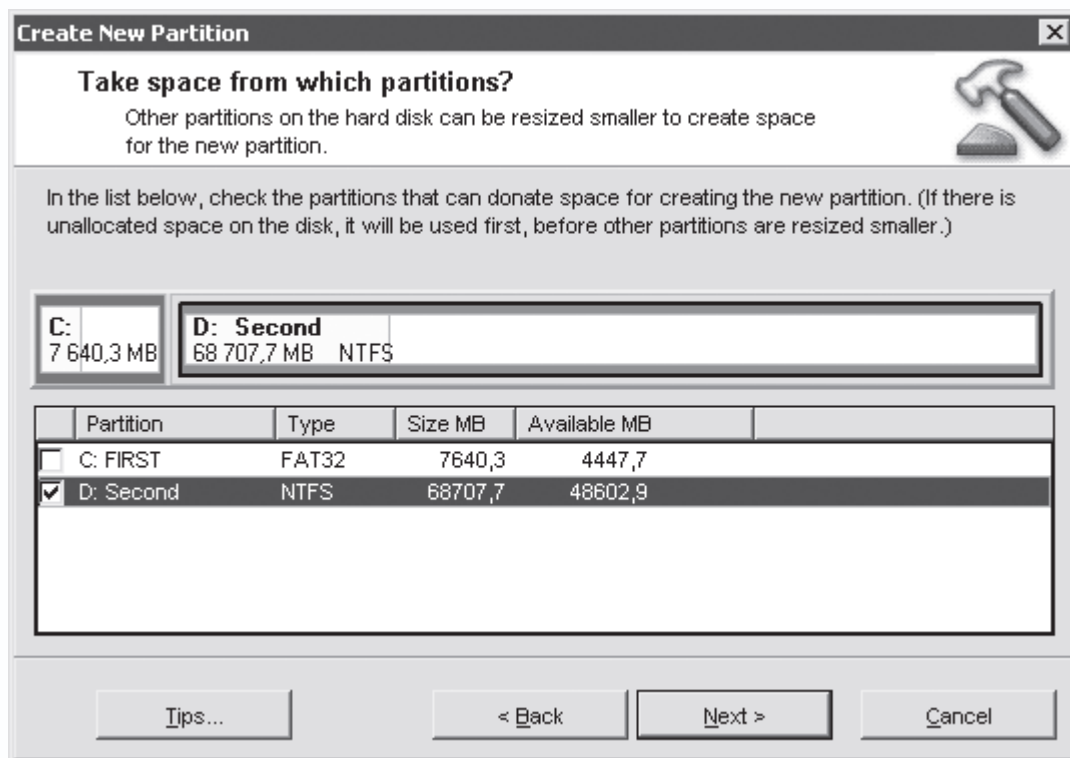 Create New Partition
Take space from which partitions?
Other partitions on the hard disk can be resized smaller to create space
for the new partition.
In the list below, check the partitions that can donate space for creating the new partition. (If there is
unallocated space on the disk, it will be used first, before other partitions are resized smaller.)
C:
7 640,3 MB
D: Second
68 707,7 MB NTFS
Partition Type Size MB Available MB
C: FIRST FAT32 7640,3 4447,7
D: Second NTFS 68707,7 48602,9
Tips... < Back Next > Cancel